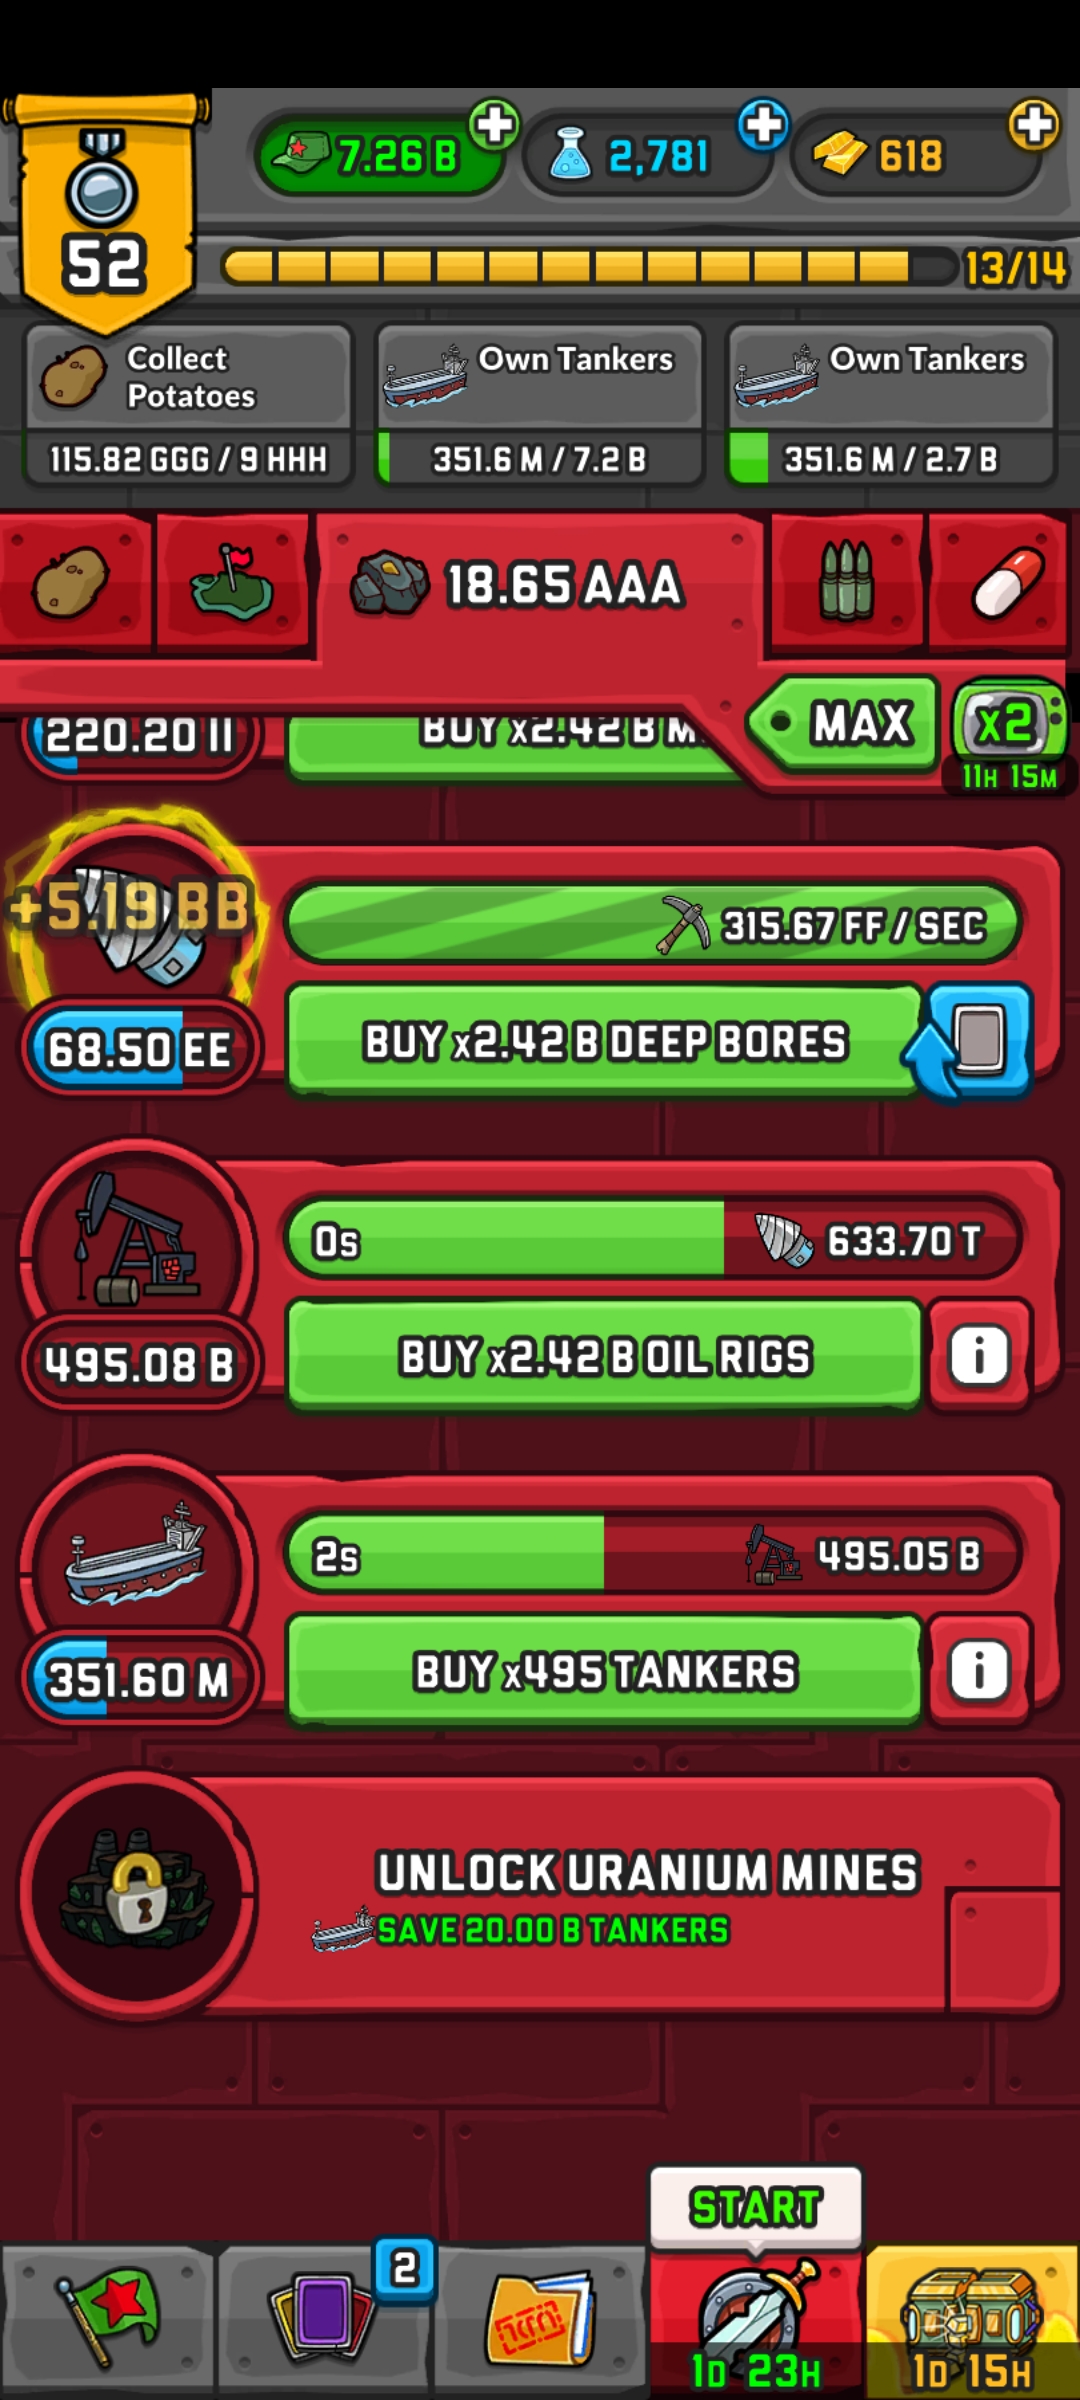 7.26 B
2,781
618
52
13/14
Collect
Potatoes
115.82 GGG / 9 HHH
Own Tankers
351.6 M / 7.2 B
Own Tankers
351.6 M / 2.7 B
18.65 AAA
MAX
x2
11H 15M
220.20 II
BUY x2.42 B M
+5.19 BB
315.67 FF / SEC
68.50 EE
BUY x2.42 B DEEP BORES
0s
633.70 T
495.08 B
BUY x2.42 B OIL RIGS
i
2s
495.05 B
351.60 M
BUY x495 TANKERS
i
UNLOCK URANIUM MINES
SAVE 20.00 B TANKERS
START
2
1D 23H
1D 15H